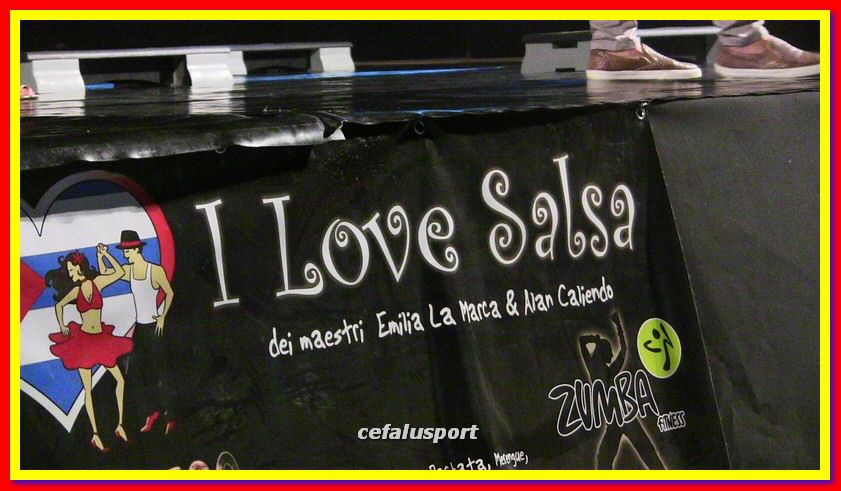 I Love Salsa
dei maestri Emilia La Marca & Alan Caliendo
ZUMBA
FITNESS
cefalusport
Bachata, Merengue,